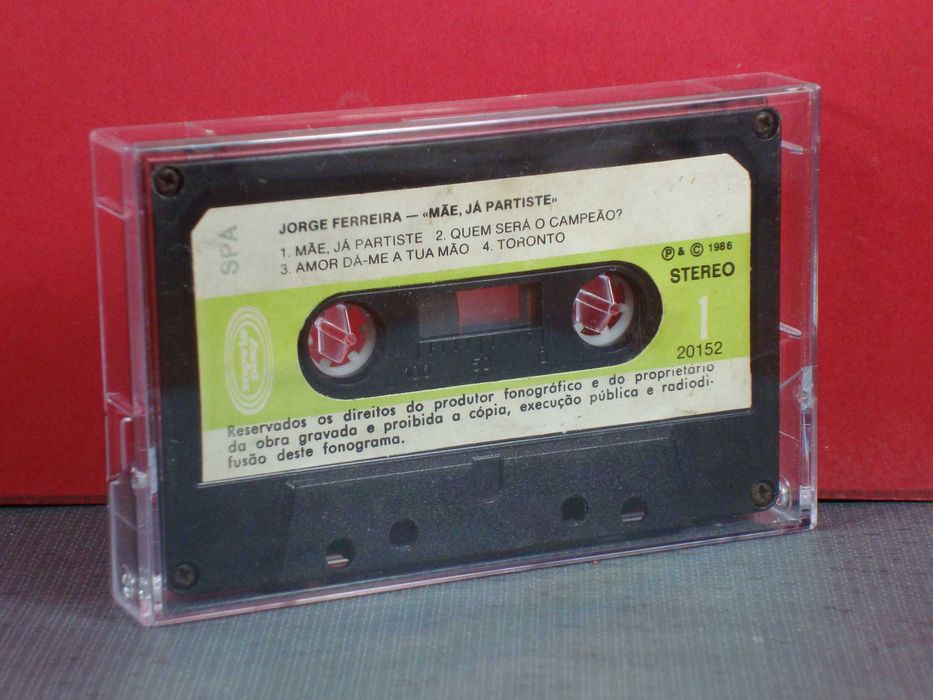 SPA
JORGE FERREIRA — «MÃE, JÁ PARTISTE»
1. MÃE, JÁ PARTISTE 2. QUEM SERÁ O CAMPEÃO?
3. AMOR DÁ-ME A TUA MÃO 4. TORONTO
Ⓟ & © 1986
STEREO
1
20152
100 50 0
Reservados os direitos do produtor fonográfico e do proprietário
da obra gravada e proibida a cópia, execução pública e radiodi-
fusão deste fonograma.